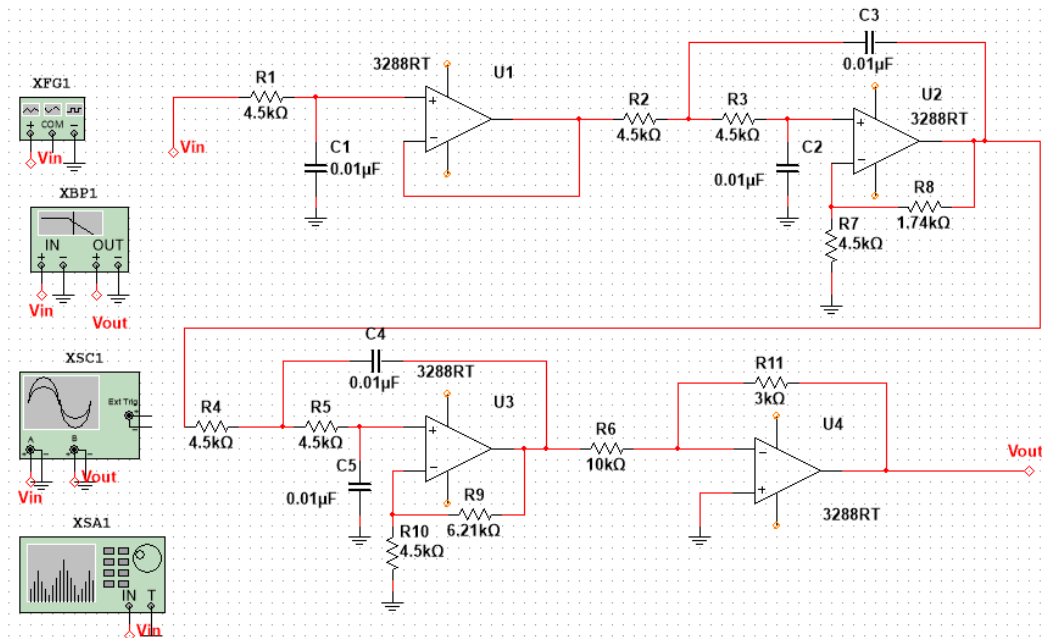 C3
0.01µF
3288RT
U1
XFG1
R1
4.5kΩ
R2
4.5kΩ
R3
4.5kΩ
U2
3288RT
+
COM
−
Vin
Vin
C1
0.01µF
C2
0.01µF
+
−
+
−
XBP1
IN
OUT
+
−
+
−
R8
1.74kΩ
R7
4.5kΩ
Vin
Vout
C4
0.01µF
3288RT
XSC1
Ext Trig
+
−
A
B
+
−
+
−
Vin
Vout
R4
4.5kΩ
R5
4.5kΩ
U3
+
−
C5
0.01µF
R9
6.21kΩ
R10
4.5kΩ
R6
10kΩ
R11
3kΩ
U4
−
+
3288RT
Vout
XSA1
IN
T
Vin